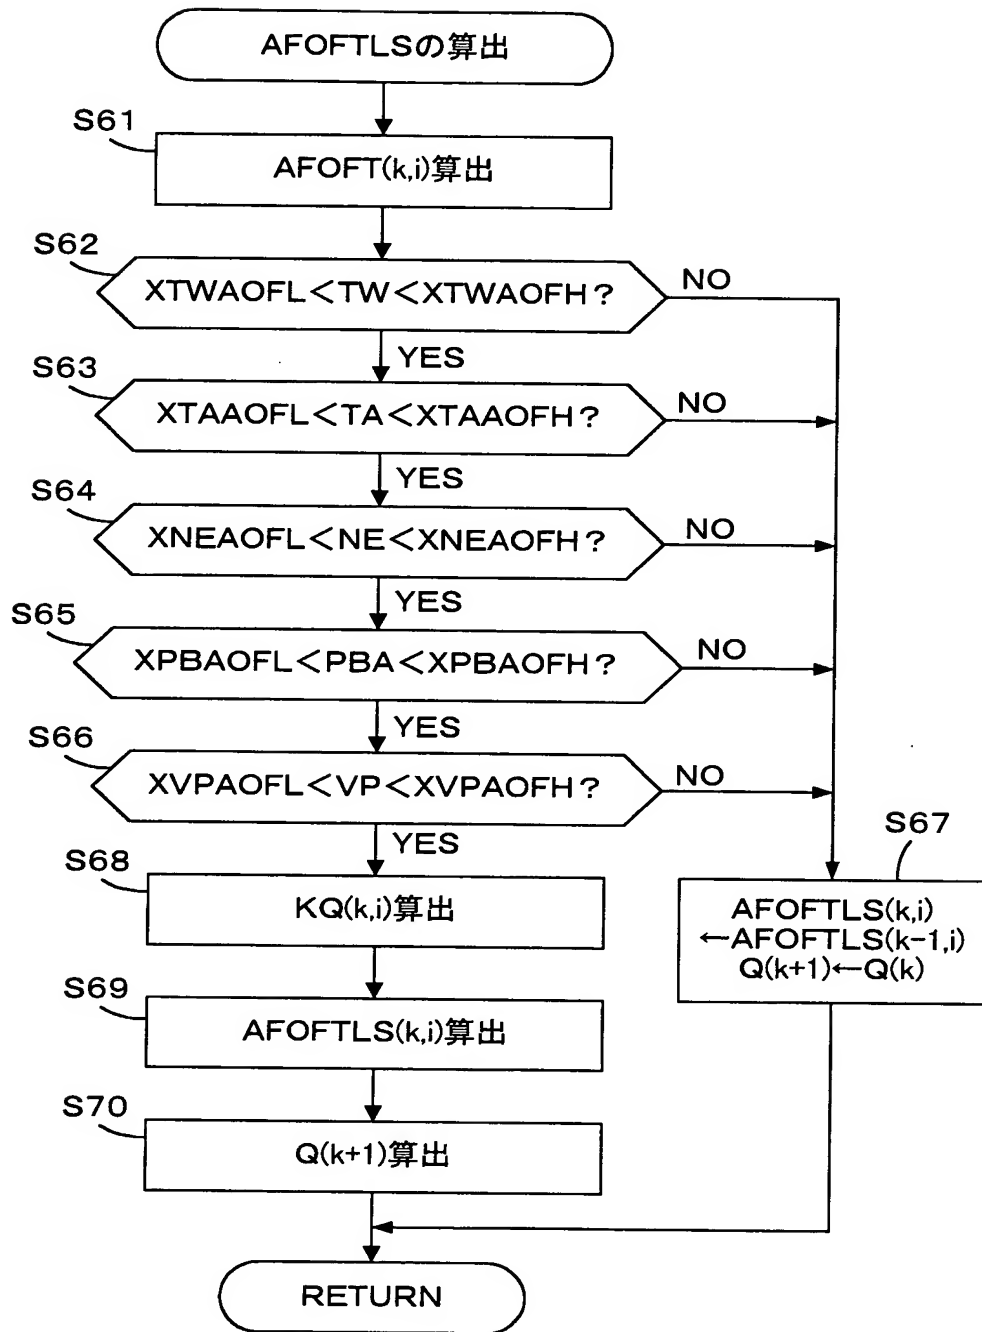 AFOFTLSの算出
S61
AFOFT(k,i)算出
S62
XTWAOFL<TW<XTWAOFH?
NO
YES
S63
XTAAOFL<TA<XTAAOFH?
NO
YES
S64
XNEAOFL<NE<XNEAOFH?
NO
YES
S65
XPBAOFL<PBA<XPBAOFH?
NO
YES
S66
XVPAOFL<VP<XVPAOFH?
NO
YES
S67
AFOFTLS(k,i)
←AFOFTLS(k-1,i)
Q(k+1)←Q(k)
S68
KQ(k,i)算出
S69
AFOFTLS(k,i)算出
S70
Q(k+1)算出
RETURN